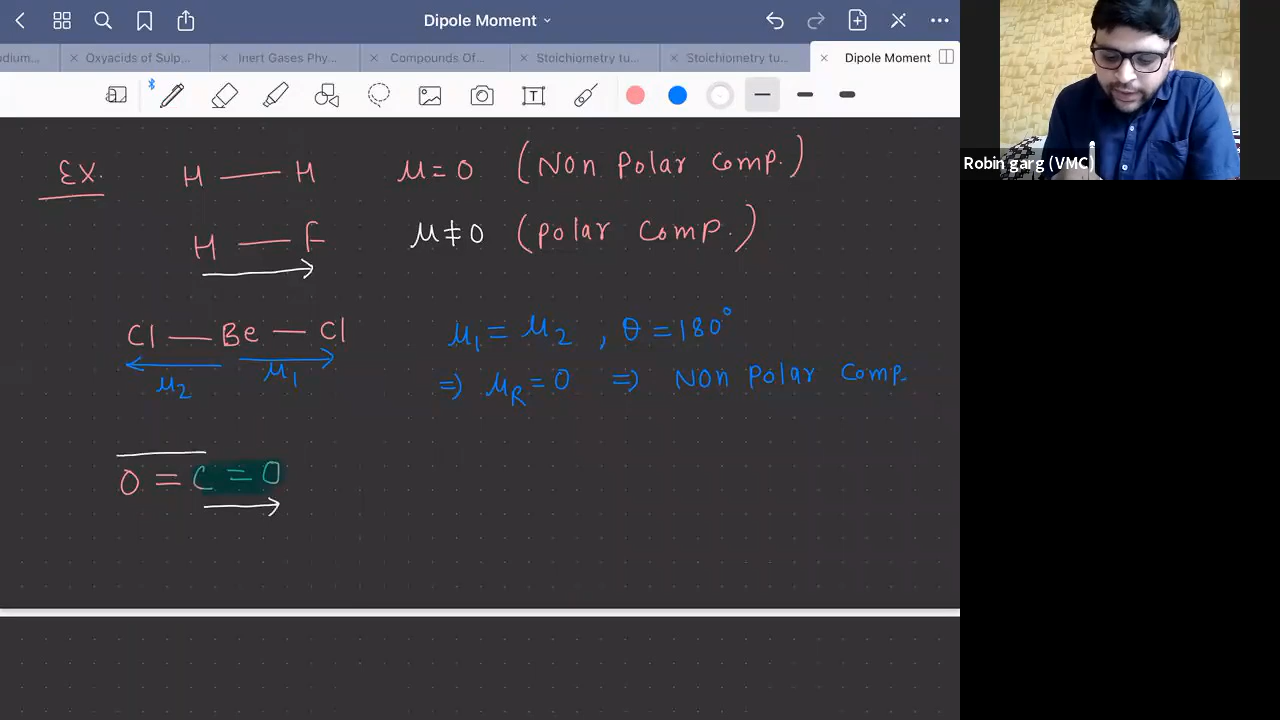 Dipole Moment
odium...
Oxyacids of Sulp...
Inert Gases Phy...
Compounds Of...
Stoichiometry tu...
Stoichiometry tu...
Dipole Moment
T
Robin garg (VMC)
EX.
H — H μ = 0 (Non Polar Comp.)
H — F μ ≠ 0 (Polar Comp.)
Cl — Be — Cl μ1 = μ2 , θ = 180°
μ2 μ1 ⇒ μR = 0 ⇒ Non Polar Comp.
O = C = O